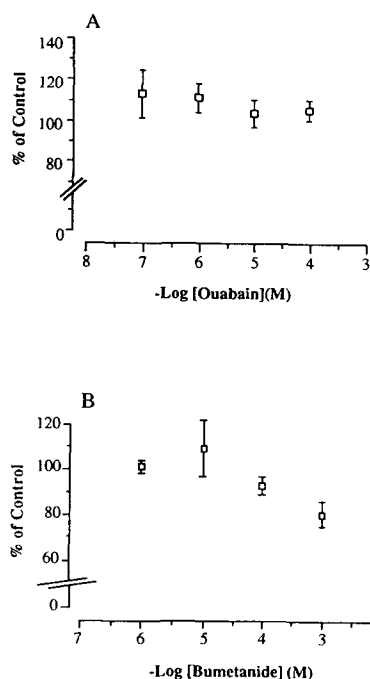 A
140
120
100
80
0
% of Control
8 7 6 5 4 3
-Log [Ouabain](M)
B
120
100
80
60
0
% of Control
7 6 5 4 3
-Log [Bumetanide] (M)